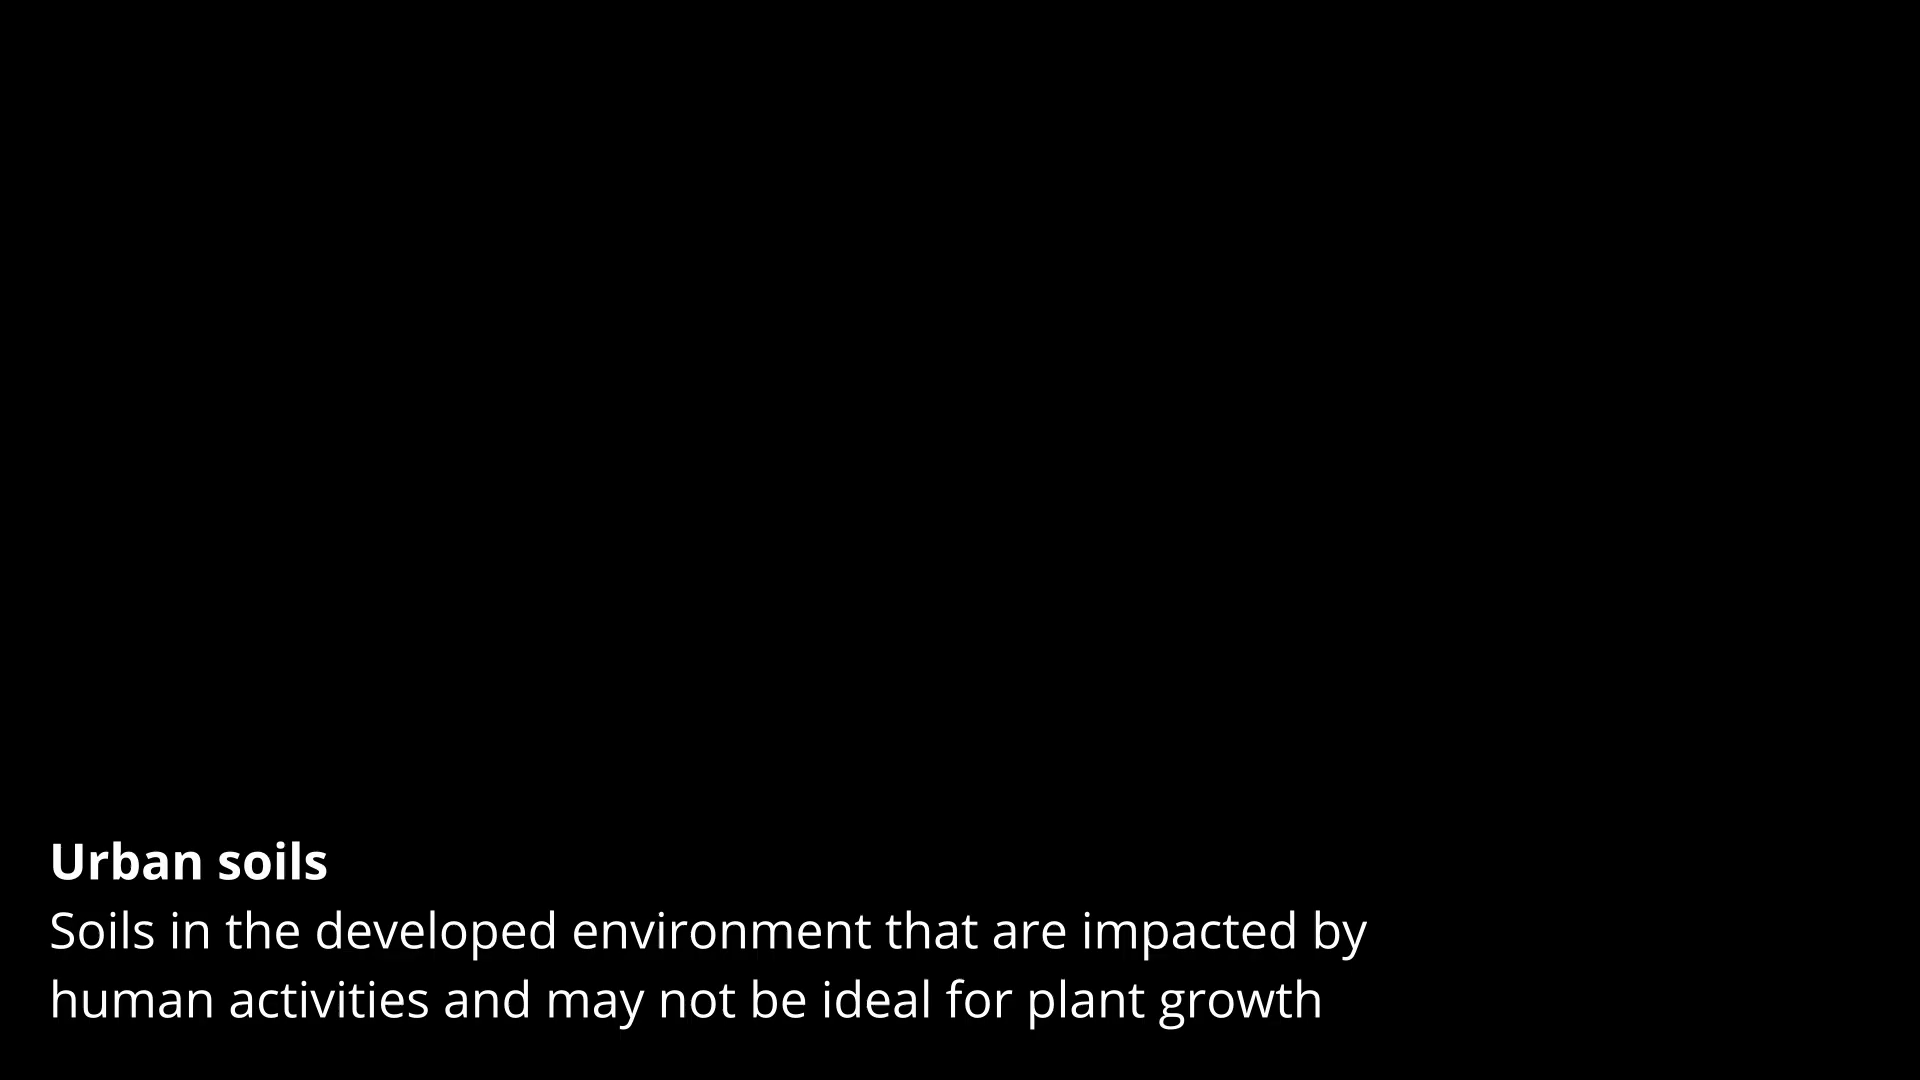 Urban soils
Soils in the developed environment that are impacted by
human activities and may not be ideal for plant growth